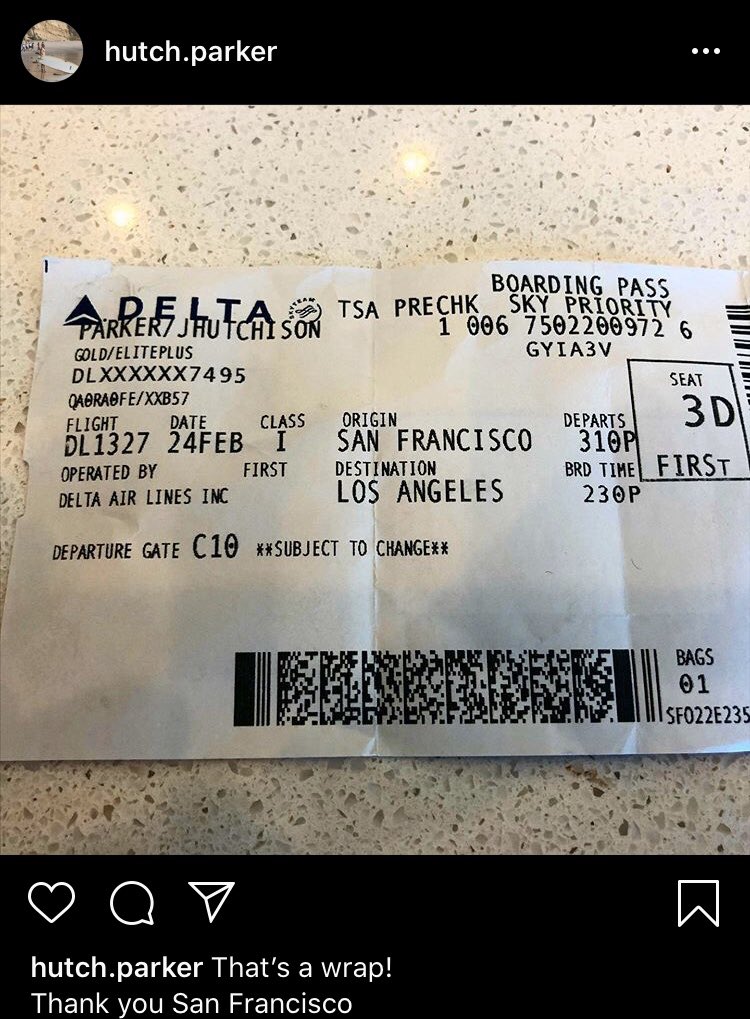 hutch.parker
BOARDING PASS
DELTA TSA PRECHK SKY PRIORITY
PARKER/JHUTCHISON 1 006 7502200972 6
GOLD/ELITEPLUS GYIA3V
DLXXXXXX7495 SEAT
QA0RA0FE/XXB57 3D
FLIGHT DATE CLASS ORIGIN DEPARTS
DL1327 24FEB I SAN FRANCISCO 310P
OPERATED BY FIRST DESTINATION BRD TIME FIRST
DELTA AIR LINES INC LOS ANGELES 230P
DEPARTURE GATE C10 **SUBJECT TO CHANGE**
BAGS
01
SFO22E235
hutch.parker That’s a wrap!
Thank you San Francisco